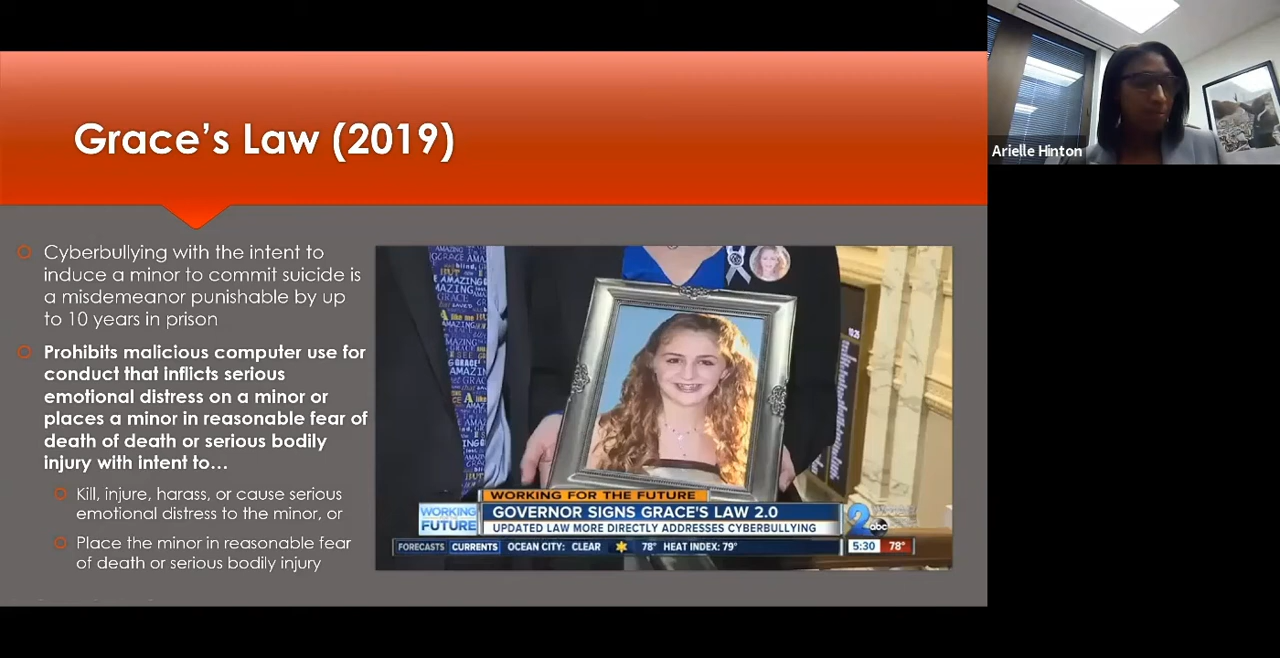 Grace's Law (2019)
Arielle Hinton
Cyberbullying with the intent to
induce a minor to commit suicide is
a misdemeanor punishable by up
to 10 years in prison
Prohibits malicious computer use for
conduct that inflicts serious
emotional distress on a minor or
places a minor in reasonable fear of
death of death or serious bodily
injury with intent to...
Kill, injure, harass, or cause serious
emotional distress to the minor, or
Place the minor in reasonable fear
of death or serious bodily injury
GRACE
AMAZING
WORKING FOR THE FUTURE
WORKING
FUTURE
GOVERNOR SIGNS GRACE'S LAW 2.0
UPDATED LAW MORE DIRECTLY ADDRESSES CYBERBULLYING
2 abc
FORECASTS CURRENTS OCEAN CITY: CLEAR 78° HEAT INDEX: 79°
5:30 78°